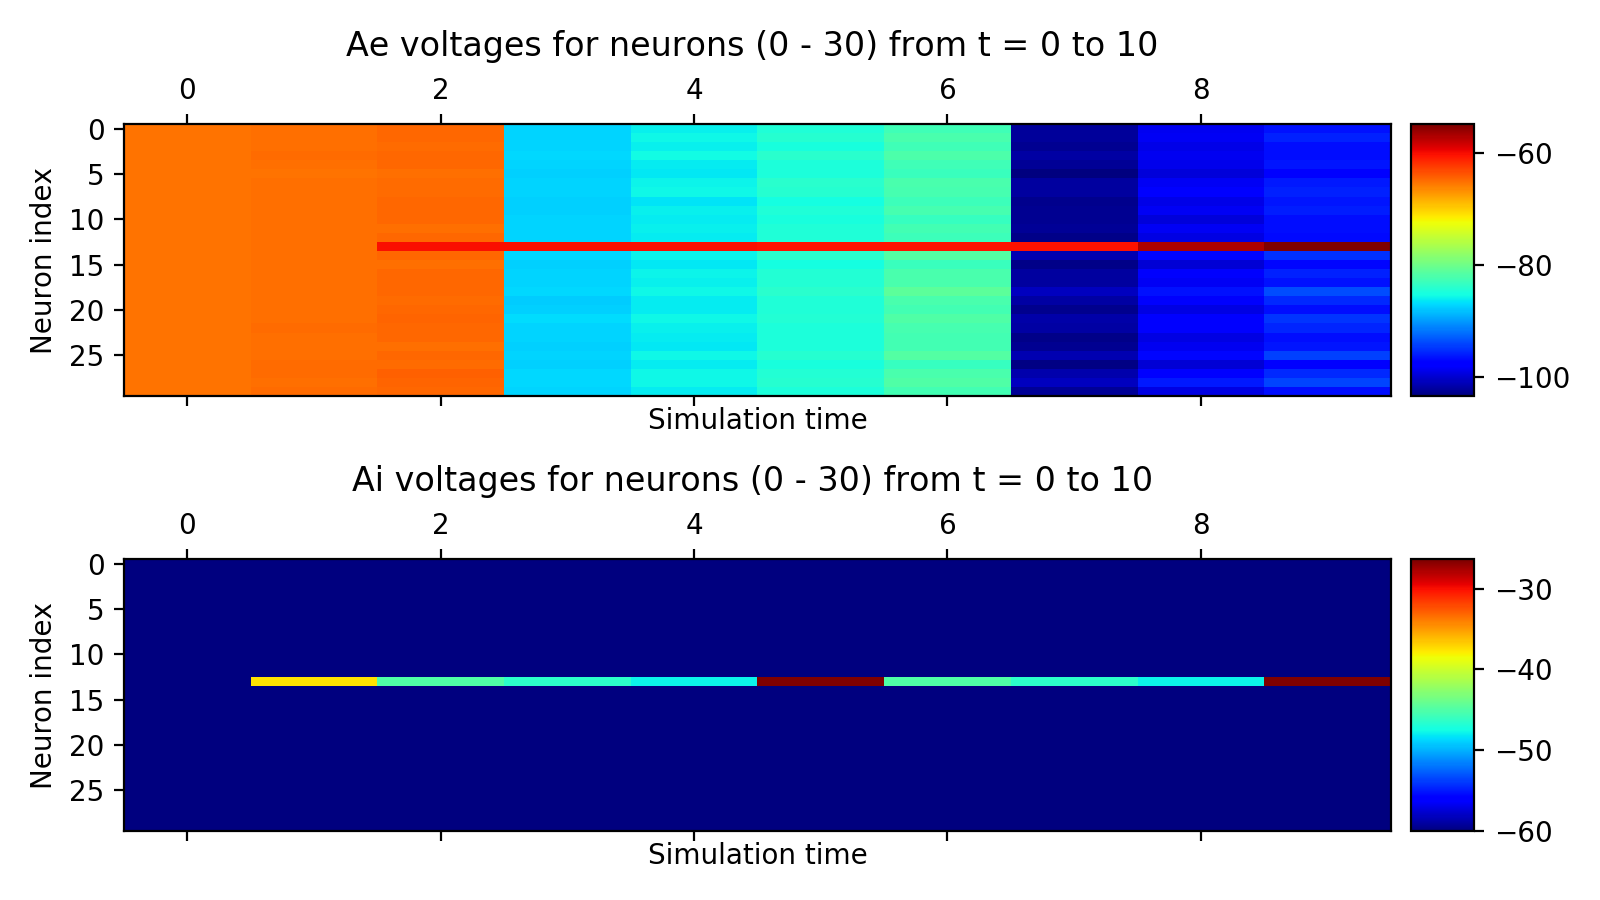 Ae voltages for neurons (0 - 30) from t = 0 to 10
0 2 4 6 8
Neuron index
0
5
10
15
20
25
Simulation time
−60
−80
−100
Ai voltages for neurons (0 - 30) from t = 0 to 10
0 2 4 6 8
Neuron index
0
5
10
15
20
25
Simulation time
−30
−40
−50
−60